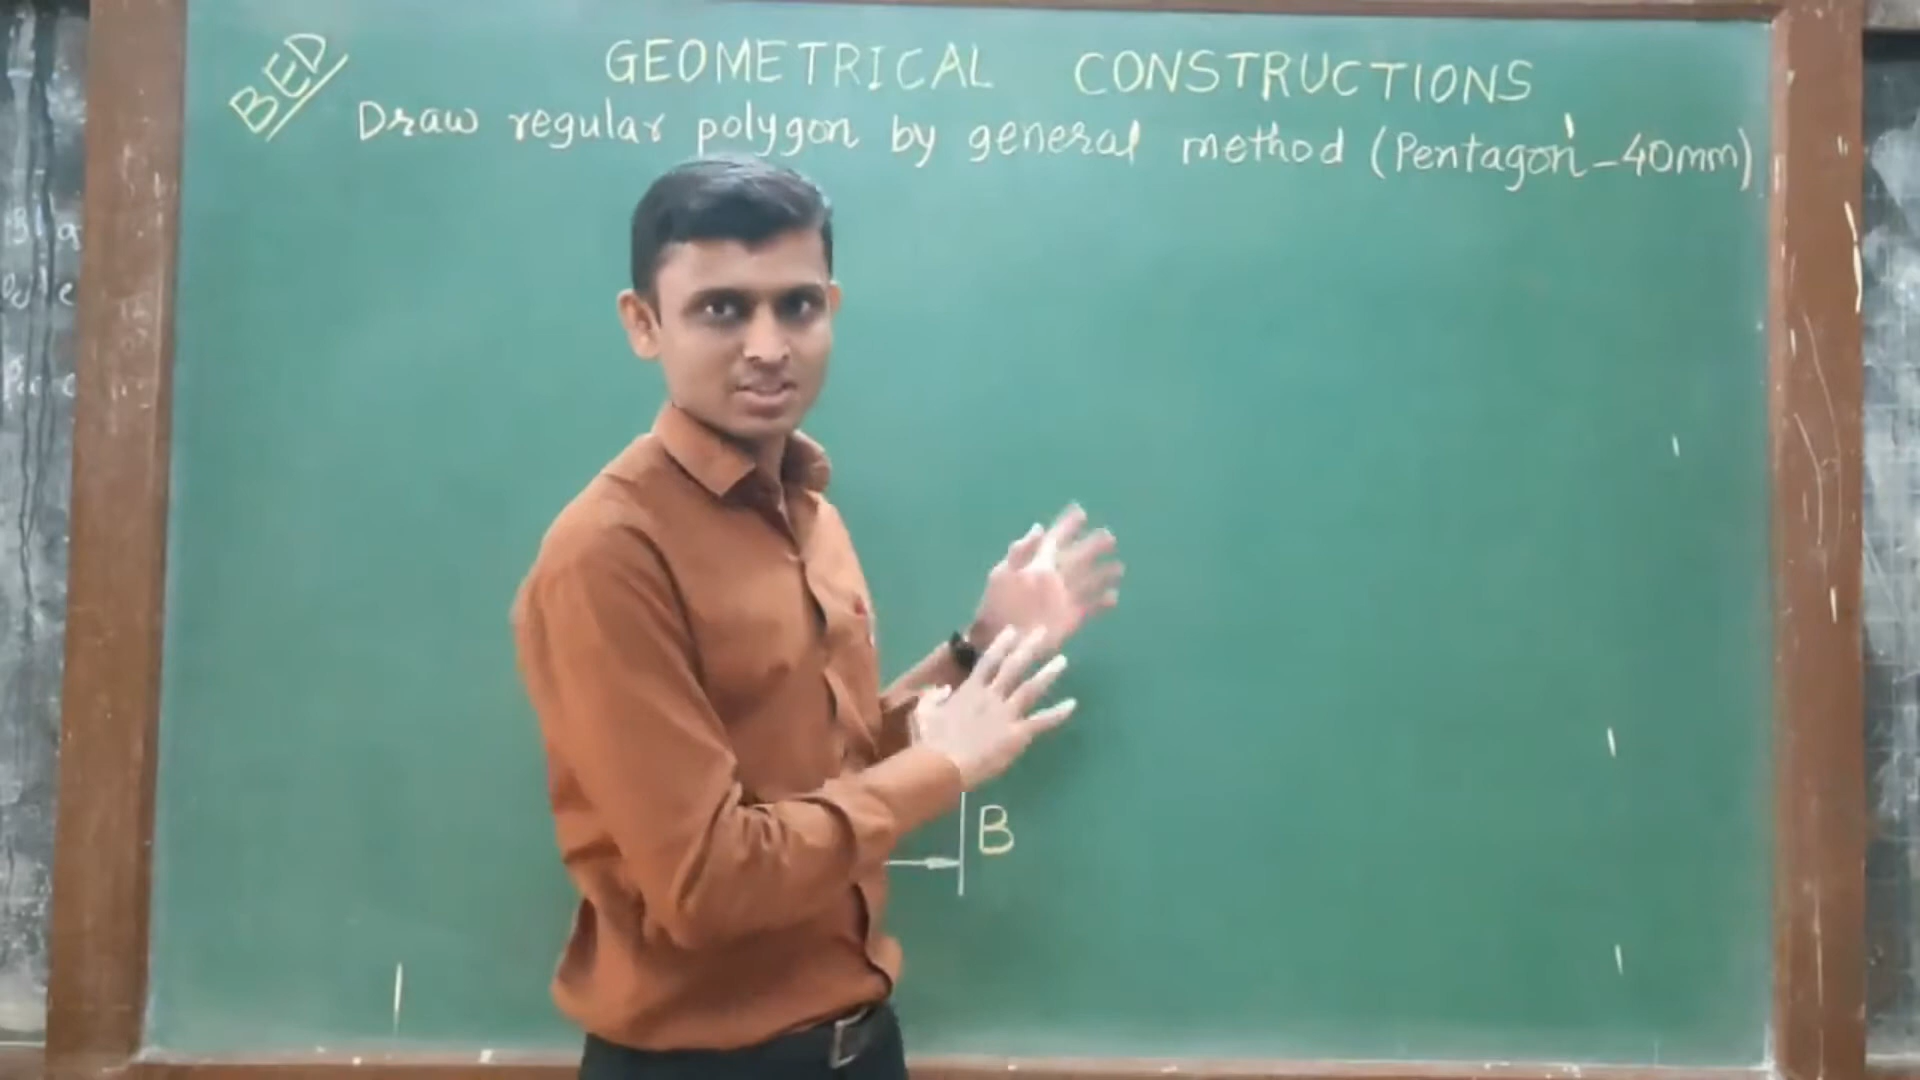 BED
GEOMETRICAL CONSTRUCTIONS
Draw regular polygon by general method (Pentagon-40mm)
B